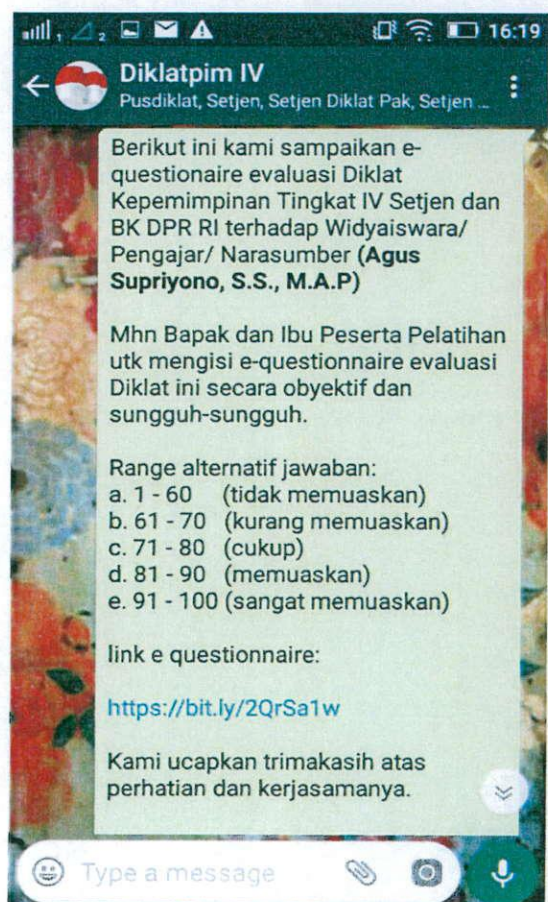 16:19
Diklatpim IV
Pusdiklat, Setjen, Setjen Diklat Pak, Setjen ...
Berikut ini kami sampaikan e-
questionaire evaluasi Diklat
Kepemimpinan Tingkat IV Setjen dan
BK DPR RI terhadap Widyaiswara/
Pengajar/ Narasumber (Agus
Supriyono, S.S., M.A.P)
Mhn Bapak dan Ibu Peserta Pelatihan
utk mengisi e-questionnaire evaluasi
Diklat ini secara obyektif dan
sungguh-sungguh.
Range alternatif jawaban:
a. 1 - 60 (tidak memuaskan)
b. 61 - 70 (kurang memuaskan)
c. 71 - 80 (cukup)
d. 81 - 90 (memuaskan)
e. 91 - 100 (sangat memuaskan)
link e questionnaire:
https://bit.ly/2QrSa1w
Kami ucapkan trimakasih atas
perhatian dan kerjasamanya.
Type a message